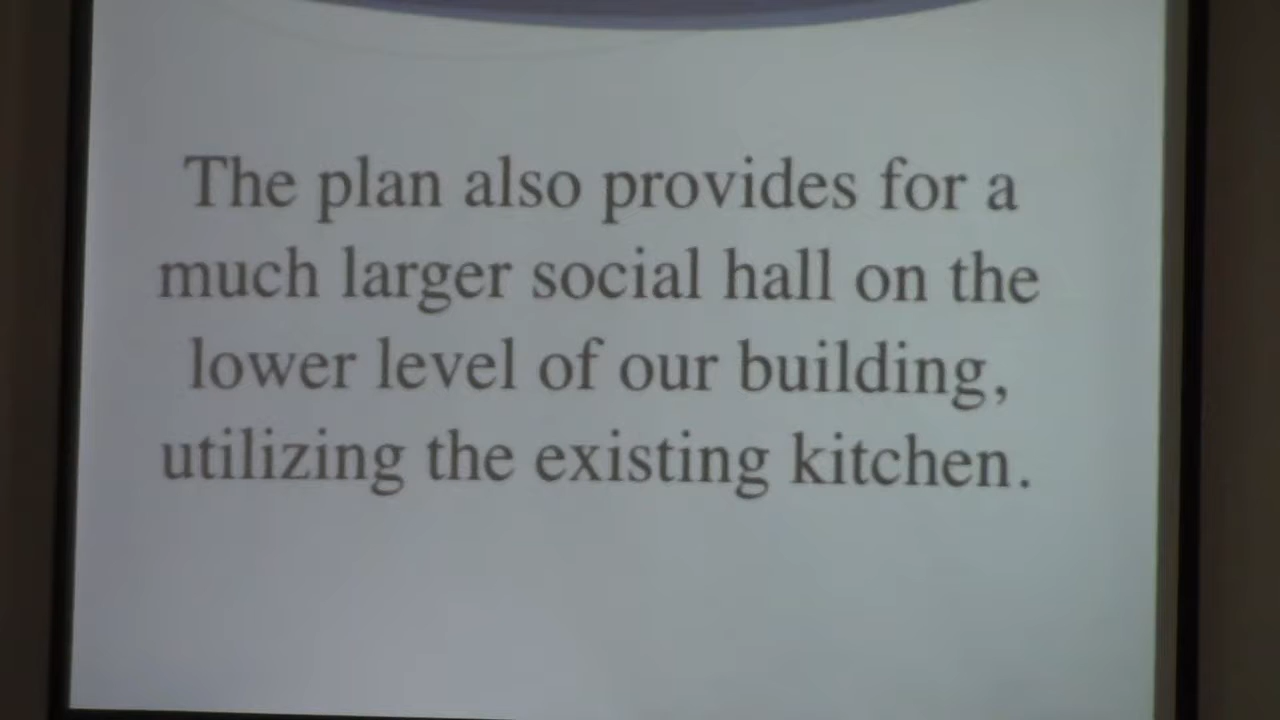 The plan also provides for a
much larger social hall on the
lower level of our building,
utilizing the existing kitchen.